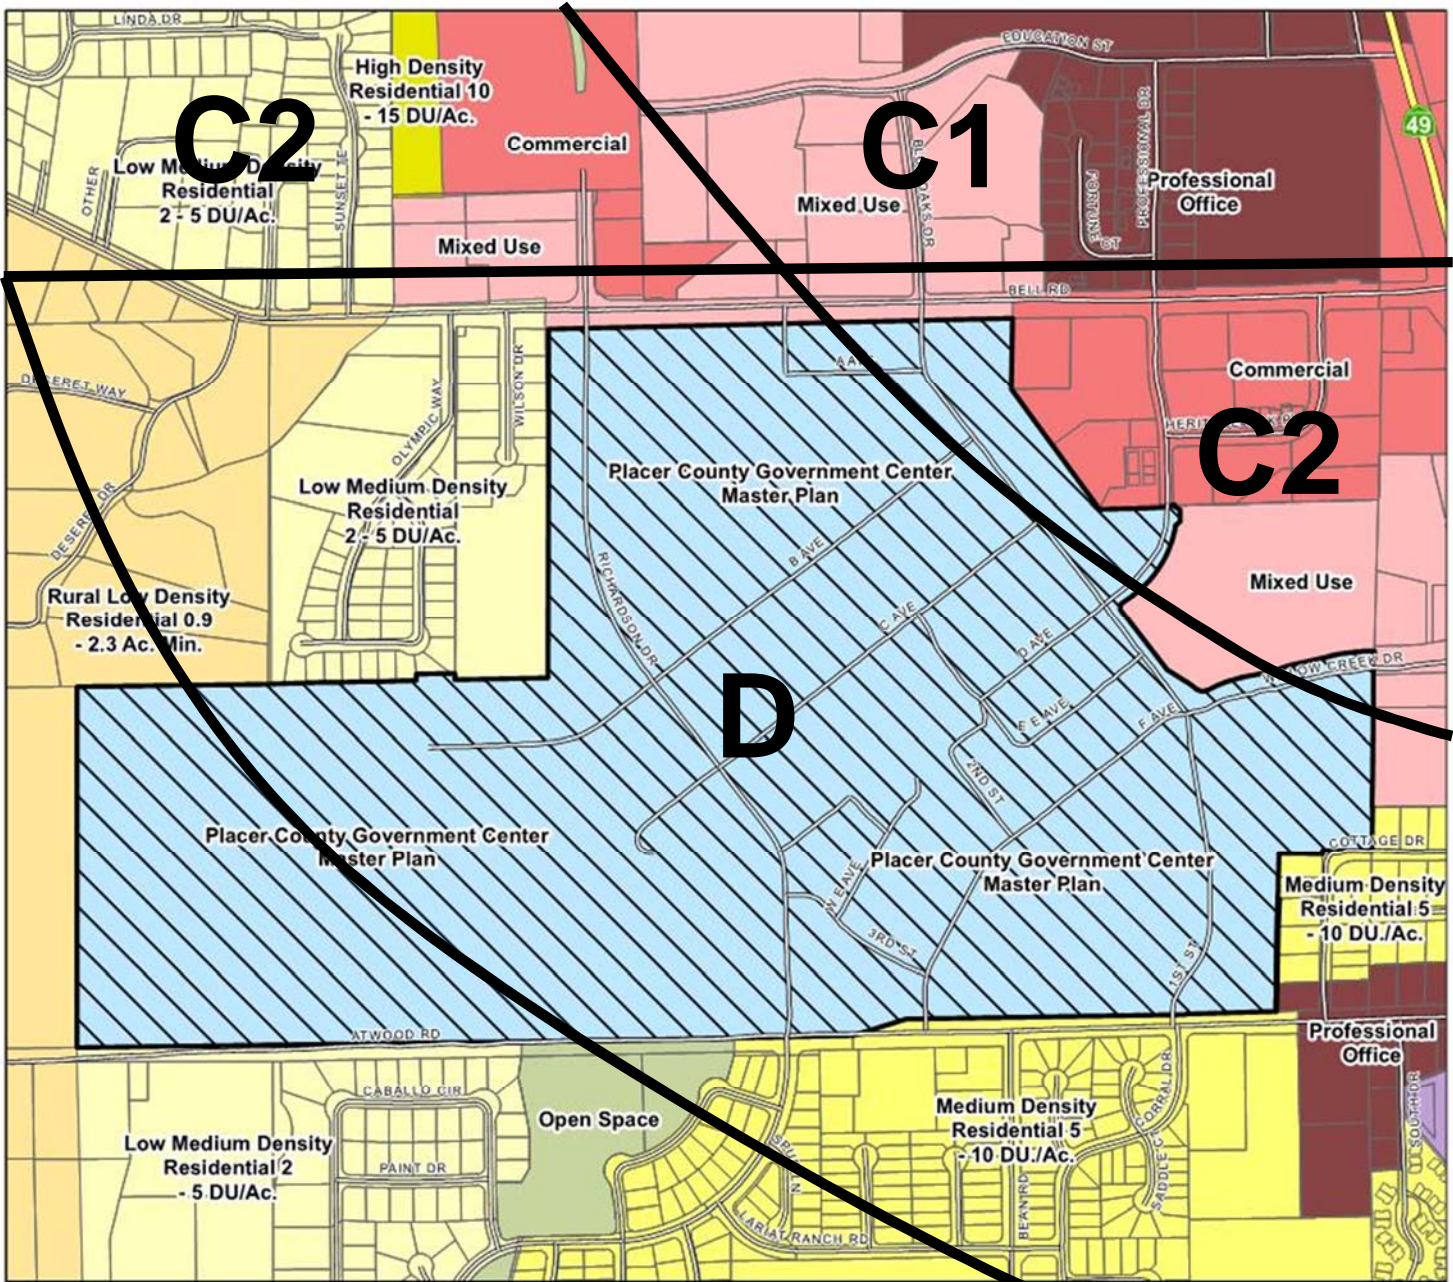 LINDA DR
EDUCATION ST
High Density
Residential 10
- 15 DU/Ac.
C2
C1
49
Commercial
Low Medium Density
Residential
2 - 5 DU/Ac.
OTHER
SUNSET TE
PROFESSIONAL DR
FORTUNE
CT
Professional
Office
Mixed Use
OAKS DR
Mixed Use
BELL RD
A AVE
DESERET WAY
OLYMPIC WAY
WILSON DR
Commercial
C2
Placer County Government Center
Master Plan
Low Medium Density
Residential
2 - 5 DU/Ac.
DESERET DR
B AVE
RICHARDSON DR
Mixed Use
Rural Low Density
Residential 0.9
- 2.3 Ac. Min.
C AVE
D AVE
WILLOW CREEK DR
D
E E AVE
F AVE
2ND ST
Placer County Government Center
Master Plan
W E AVE
Placer County Government Center
Master Plan
COTTAGE DR
Medium Density
Residential 5
- 10 DU./Ac.
3RD ST
1ST ST
ATWOOD RD
Professional
Office
CABALLO CIR
Open Space
Medium Density
Residential 5
- 10 DU./Ac.
CORRAL DR
SOUTH DR
Low Medium Density
Residential 2
- 5 DU/Ac.
PAINT DR
BEAN RD
LARIAT RANCH RD